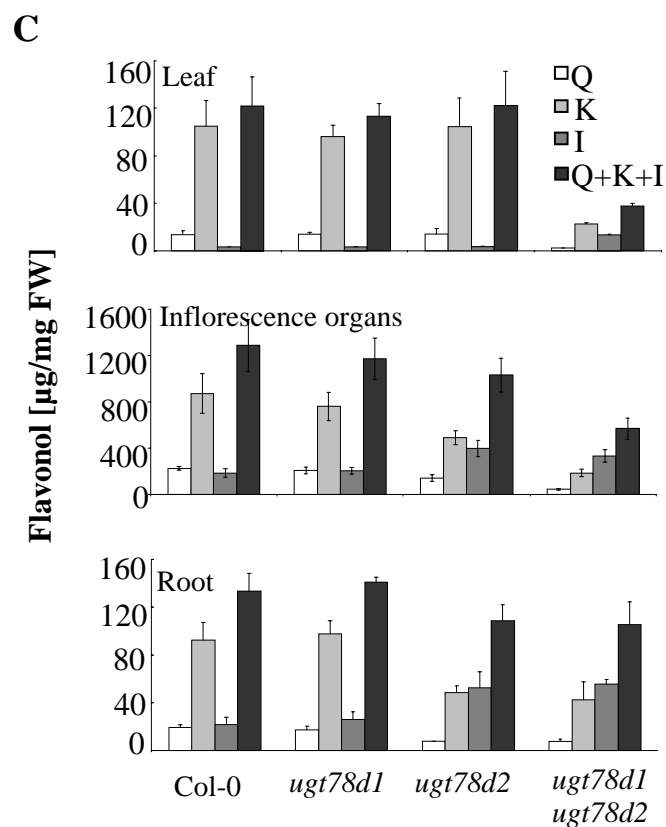 C
Flavonol [µg/mg FW]
160
120
80
40
0
Leaf
Q
K
I
Q+K+I
1600
1200
800
400
0
Inflorescence organs
160
120
80
40
0
Root
Col-0
ugt78d1
ugt78d2
ugt78d1
ugt78d2